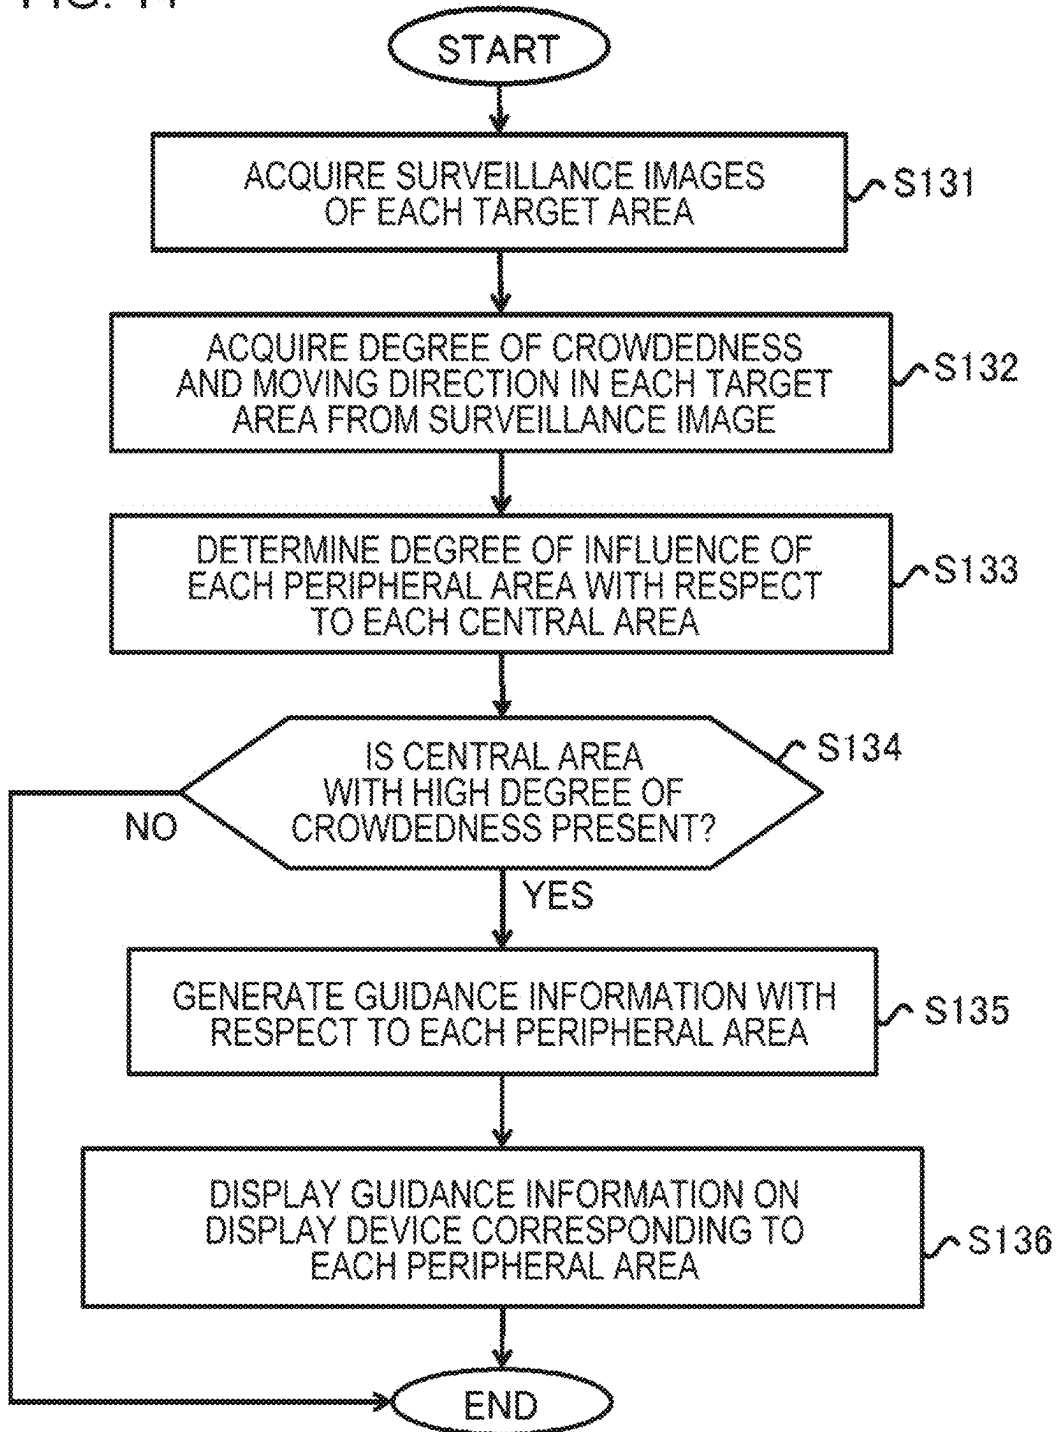 START
ACQUIRE SURVEILLANCE IMAGES
OF EACH TARGET AREA
S131
ACQUIRE DEGREE OF CROWDEDNESS
AND MOVING DIRECTION IN EACH TARGET
AREA FROM SURVEILLANCE IMAGE
S132
DETERMINE DEGREE OF INFLUENCE OF
EACH PERIPHERAL AREA WITH RESPECT
TO EACH CENTRAL AREA
S133
IS CENTRAL AREA
WITH HIGH DEGREE OF
CROWDEDNESS PRESENT?
S134
NO
YES
GENERATE GUIDANCE INFORMATION WITH
RESPECT TO EACH PERIPHERAL AREA
S135
DISPLAY GUIDANCE INFORMATION ON
DISPLAY DEVICE CORRESPONDING TO
EACH PERIPHERAL AREA
S136
END